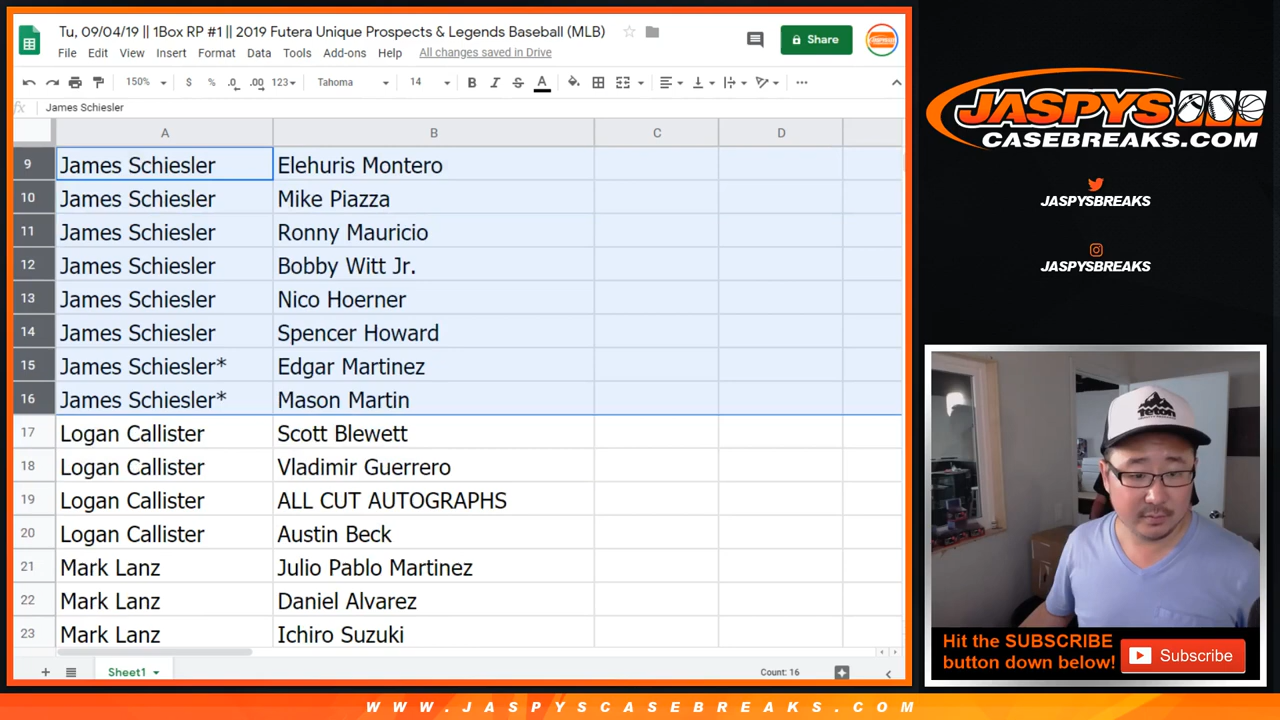 Tu, 09/04/19 || 1Box RP #1 || 2019 Futera Unique Prospects & Legends Baseball (MLB)
File Edit View Insert Format Data Tools Add-ons Help All changes saved in Drive
Share
150% $ % .0 .00 123 Tahoma 14 B I S A
fx James Schiesler
A B C D
9 James Schiesler Elehuris Montero
10 James Schiesler Mike Piazza
11 James Schiesler Ronny Mauricio
12 James Schiesler Bobby Witt Jr.
13 James Schiesler Nico Hoerner
14 James Schiesler Spencer Howard
15 James Schiesler* Edgar Martinez
16 James Schiesler* Mason Martin
17 Logan Callister Scott Blewett
18 Logan Callister Vladimir Guerrero
19 Logan Callister ALL CUT AUTOGRAPHS
20 Logan Callister Austin Beck
21 Mark Lanz Julio Pablo Martinez
22 Mark Lanz Daniel Alvarez
23 Mark Lanz Ichiro Suzuki
Sheet1
Count: 16
JASPYS
CASEBREAKS.COM
JASPYSBREAKS
JASPYSBREAKS
teton
Hit the SUBSCRIBE
button down below!
Subscribe
WWW.JASPYSCASEBREAKS.COM